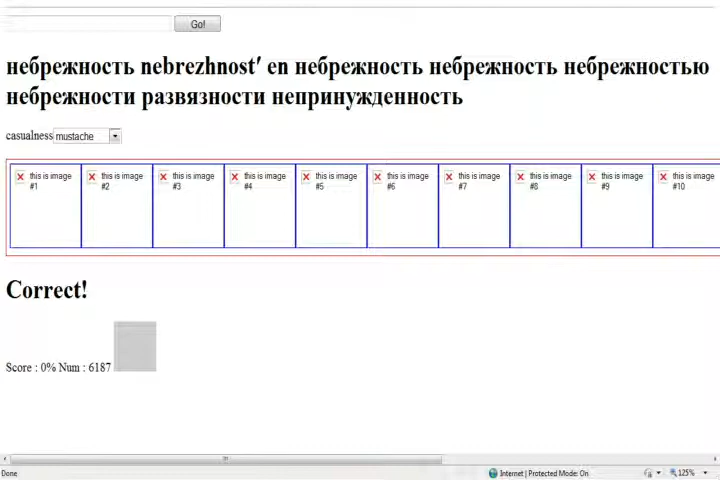 Go!
небрежность nebrezhnost′ en небрежность небрежность небрежностью
небрежности развязности непринужденность
casualness mustache
this is image #1 this is image #2 this is image #3 this is image #4 this is image #5 this is image #6 this is image #7 this is image #8 this is image #9 this is image #10
Correct!
Score : 0% Num : 6187
Done Internet | Protected Mode: On 125%